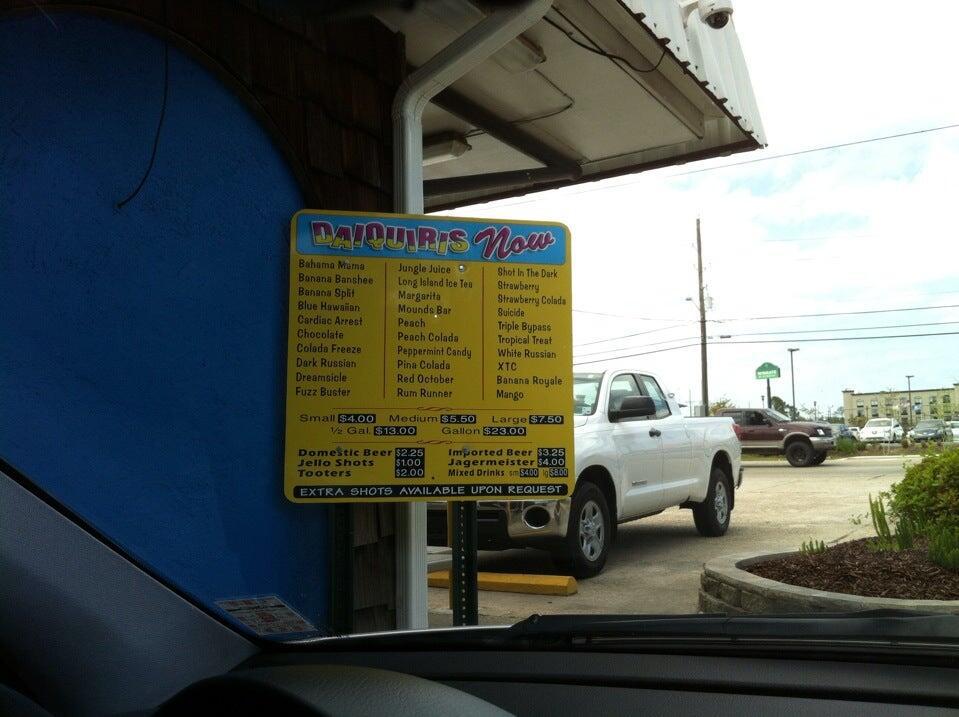 DAIQUIRIS Now
Bahama Mama
Banana Banshee
Banana Split
Blue Hawaiian
Cardiac Arrest
Chocolate
Colada Freeze
Dark Russian
Dreamsicle
Fuzz Buster
Jungle Juice
Long Island Ice Tea
Margarita
Mounds Bar
Peach
Peach Colada
Peppermint Candy
Pina Colada
Red October
Rum Runner
Shot In The Dark
Strawberry
Strawberry Colada
Suicide
Triple Bypass
Tropical Treat
White Russian
XTC
Banana Royale
Mango
Small $4.00 Medium $5.50 Large $7.50
½ Gal. $13.00 Gallon $23.00
Domestic Beer $2.25
Jello Shots $1.00
Tooters $2.00
Imported Beer $3.25
Jagermeister $4.00
Mixed Drinks sm $4.00 lg $8.00
EXTRA SHOTS AVAILABLE UPON REQUEST